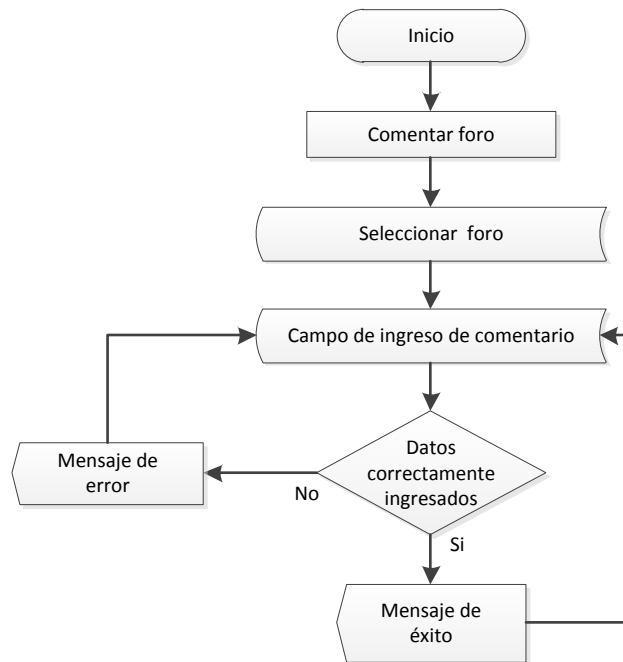 Inicio
Comentar foro
Seleccionar foro
Campo de ingreso de comentario
Datos
correctamente
ingresados
Mensaje de
error
No
Si
Mensaje de
éxito